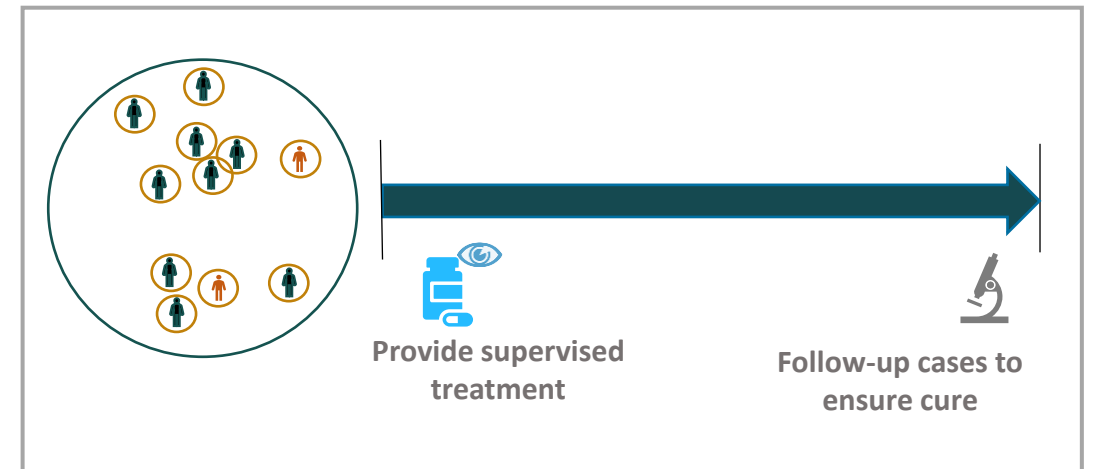 Provide supervised
treatment
Follow-up cases to
ensure cure